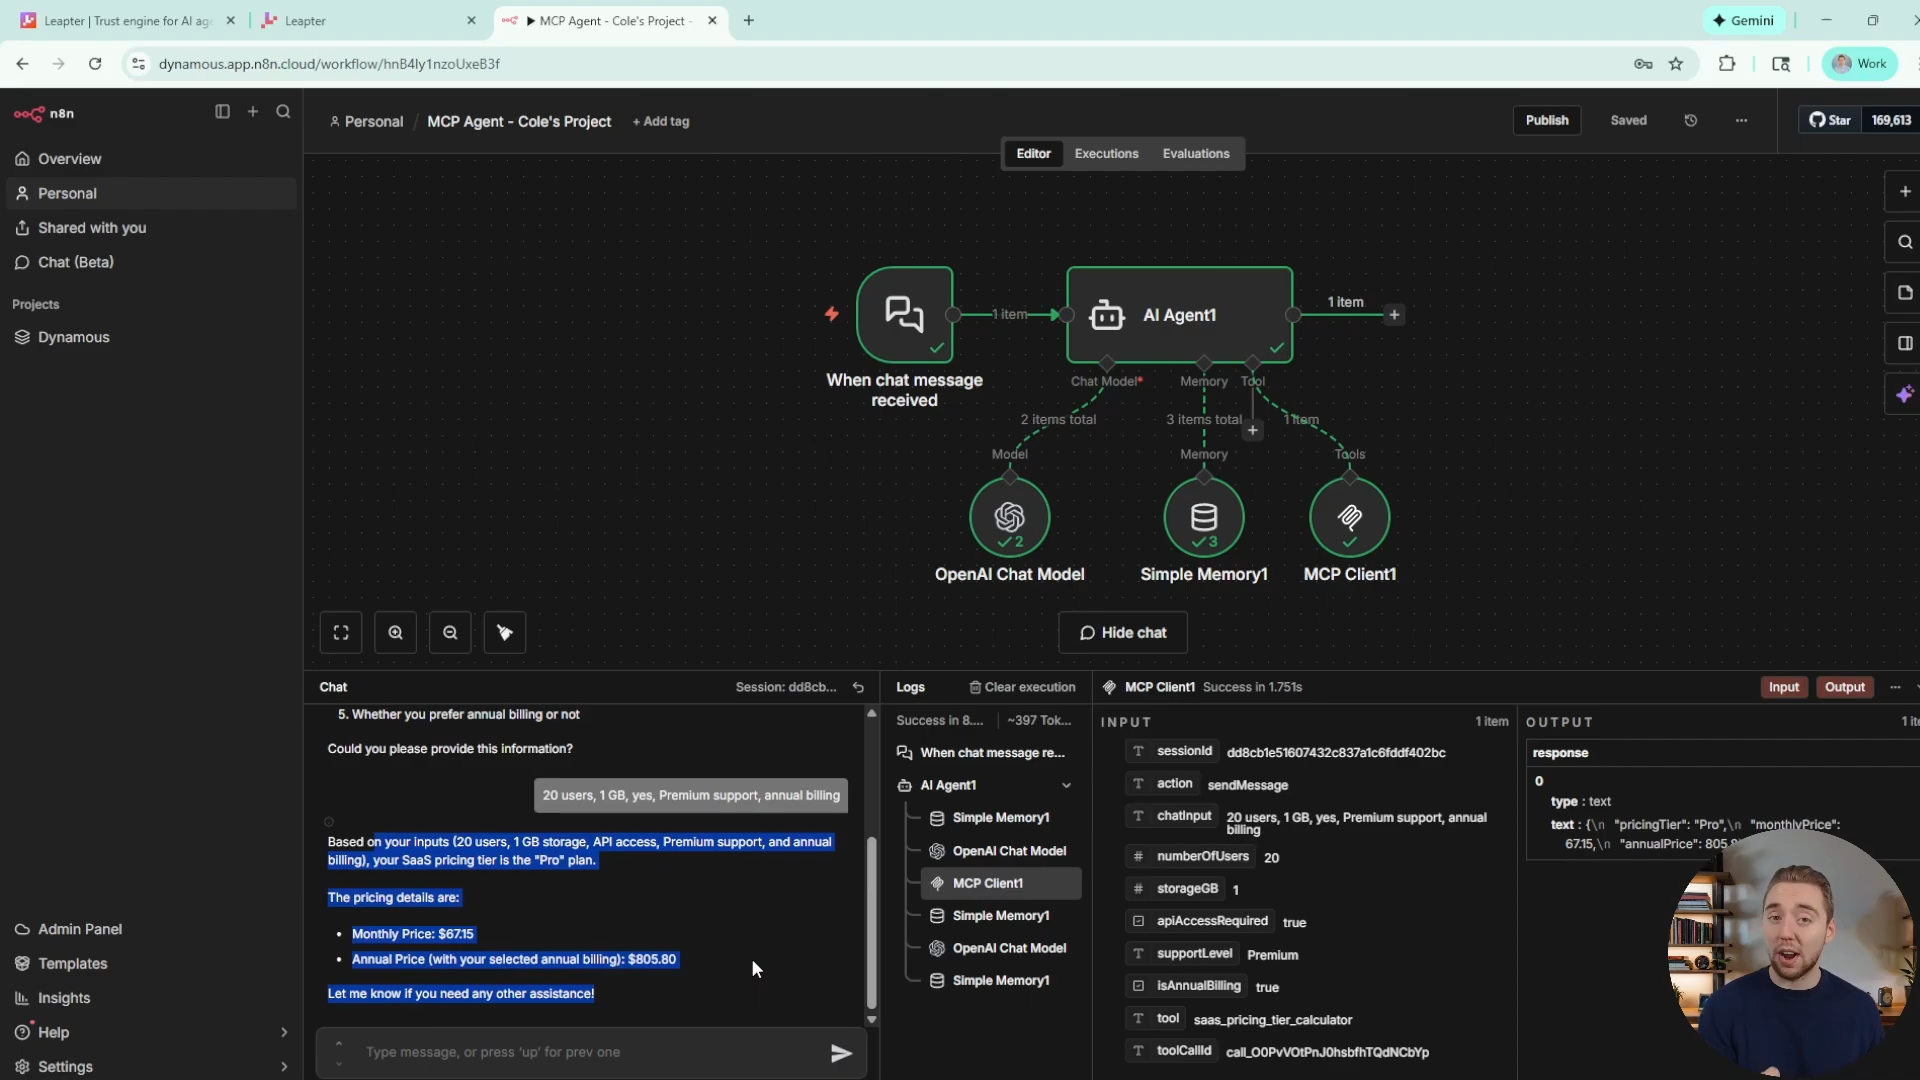 Leapter | Trust engine for AI age
Leapter
MCP Agent - Cole's Project -
Gemini
dynamous.app.n8n.cloud/workflow/hnB4Iy1nzoUxeB3f
Work
n8n
Personal / MCP Agent - Cole's Project + Add tag
Publish
Saved
Star 169,613
Editor Executions Evaluations
Overview
Personal
Shared with you
Chat (Beta)
Projects
Dynamous
Admin Panel
Templates
Insights
Help
Settings
1 item
AI Agent1
1 item
When chat message
received
Chat Model* Memory Tool
2 items total 3 items total 1 item
Model Memory Tools
2 3
OpenAI Chat Model Simple Memory1 MCP Client1
Hide chat
Chat Session: dd8cb...
5. Whether you prefer annual billing or not
Could you please provide this information?
20 users, 1 GB, yes, Premium support, annual billing
Based on your inputs (20 users, 1 GB storage, API access, Premium support, and annual
billing), your SaaS pricing tier is the "Pro" plan.
The pricing details are:
• Monthly Price: $67.15
• Annual Price (with your selected annual billing): $805.80
Let me know if you need any other assistance!
Type message, or press 'up' for prev one
Logs Clear execution
Success in 8.... ~397 Tok...
When chat message re...
AI Agent1
Simple Memory1
OpenAI Chat Model
MCP Client1
Simple Memory1
OpenAI Chat Model
Simple Memory1
MCP Client1 Success in 1.751s
Input Output
INPUT 1 item
T sessionId dd8cb1e51607432c837a1c6fddf402bc
T action sendMessage
T chatInput 20 users, 1 GB, yes, Premium support, annual
billing
# numberOfUsers 20
# storageGB 1
apiAccessRequired true
T supportLevel Premium
isAnnualBilling true
T tool saas_pricing_tier_calculator
T toolCallId call_O0PvVOtPnJ0hsbfhTQdNCbYp
OUTPUT
response
0
type : text
text : {\n "pricingTier": "Pro",\n "monthlyPrice":
67.15,\n "annualPrice": 805